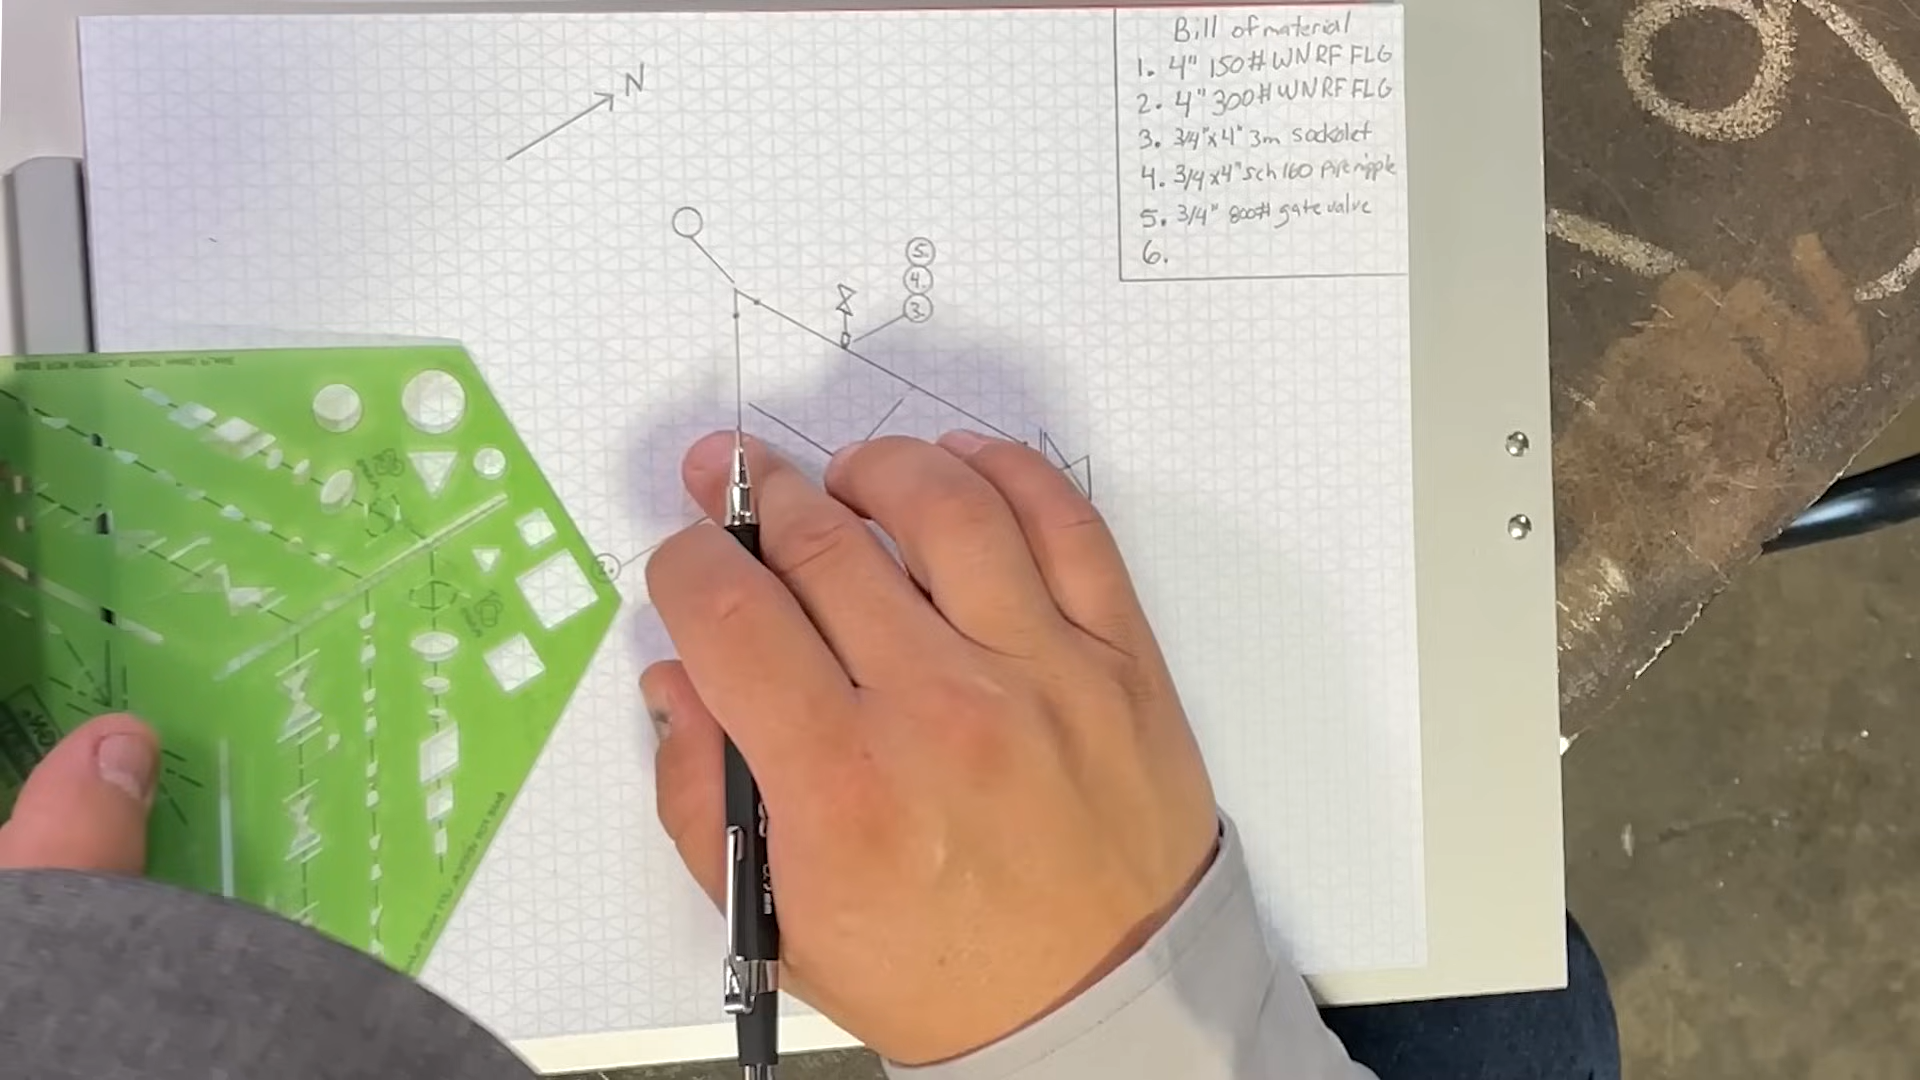 N
Bill of material
1. 4" 150# WNRF FLG
2. 4" 300# WNRF FLG
3. 3/4"x4" 3m sockolet
4. 3/4x4" sch 160 Pipe nipple
5. 3/4" 800# gate valve
6.
5.
4.
3.